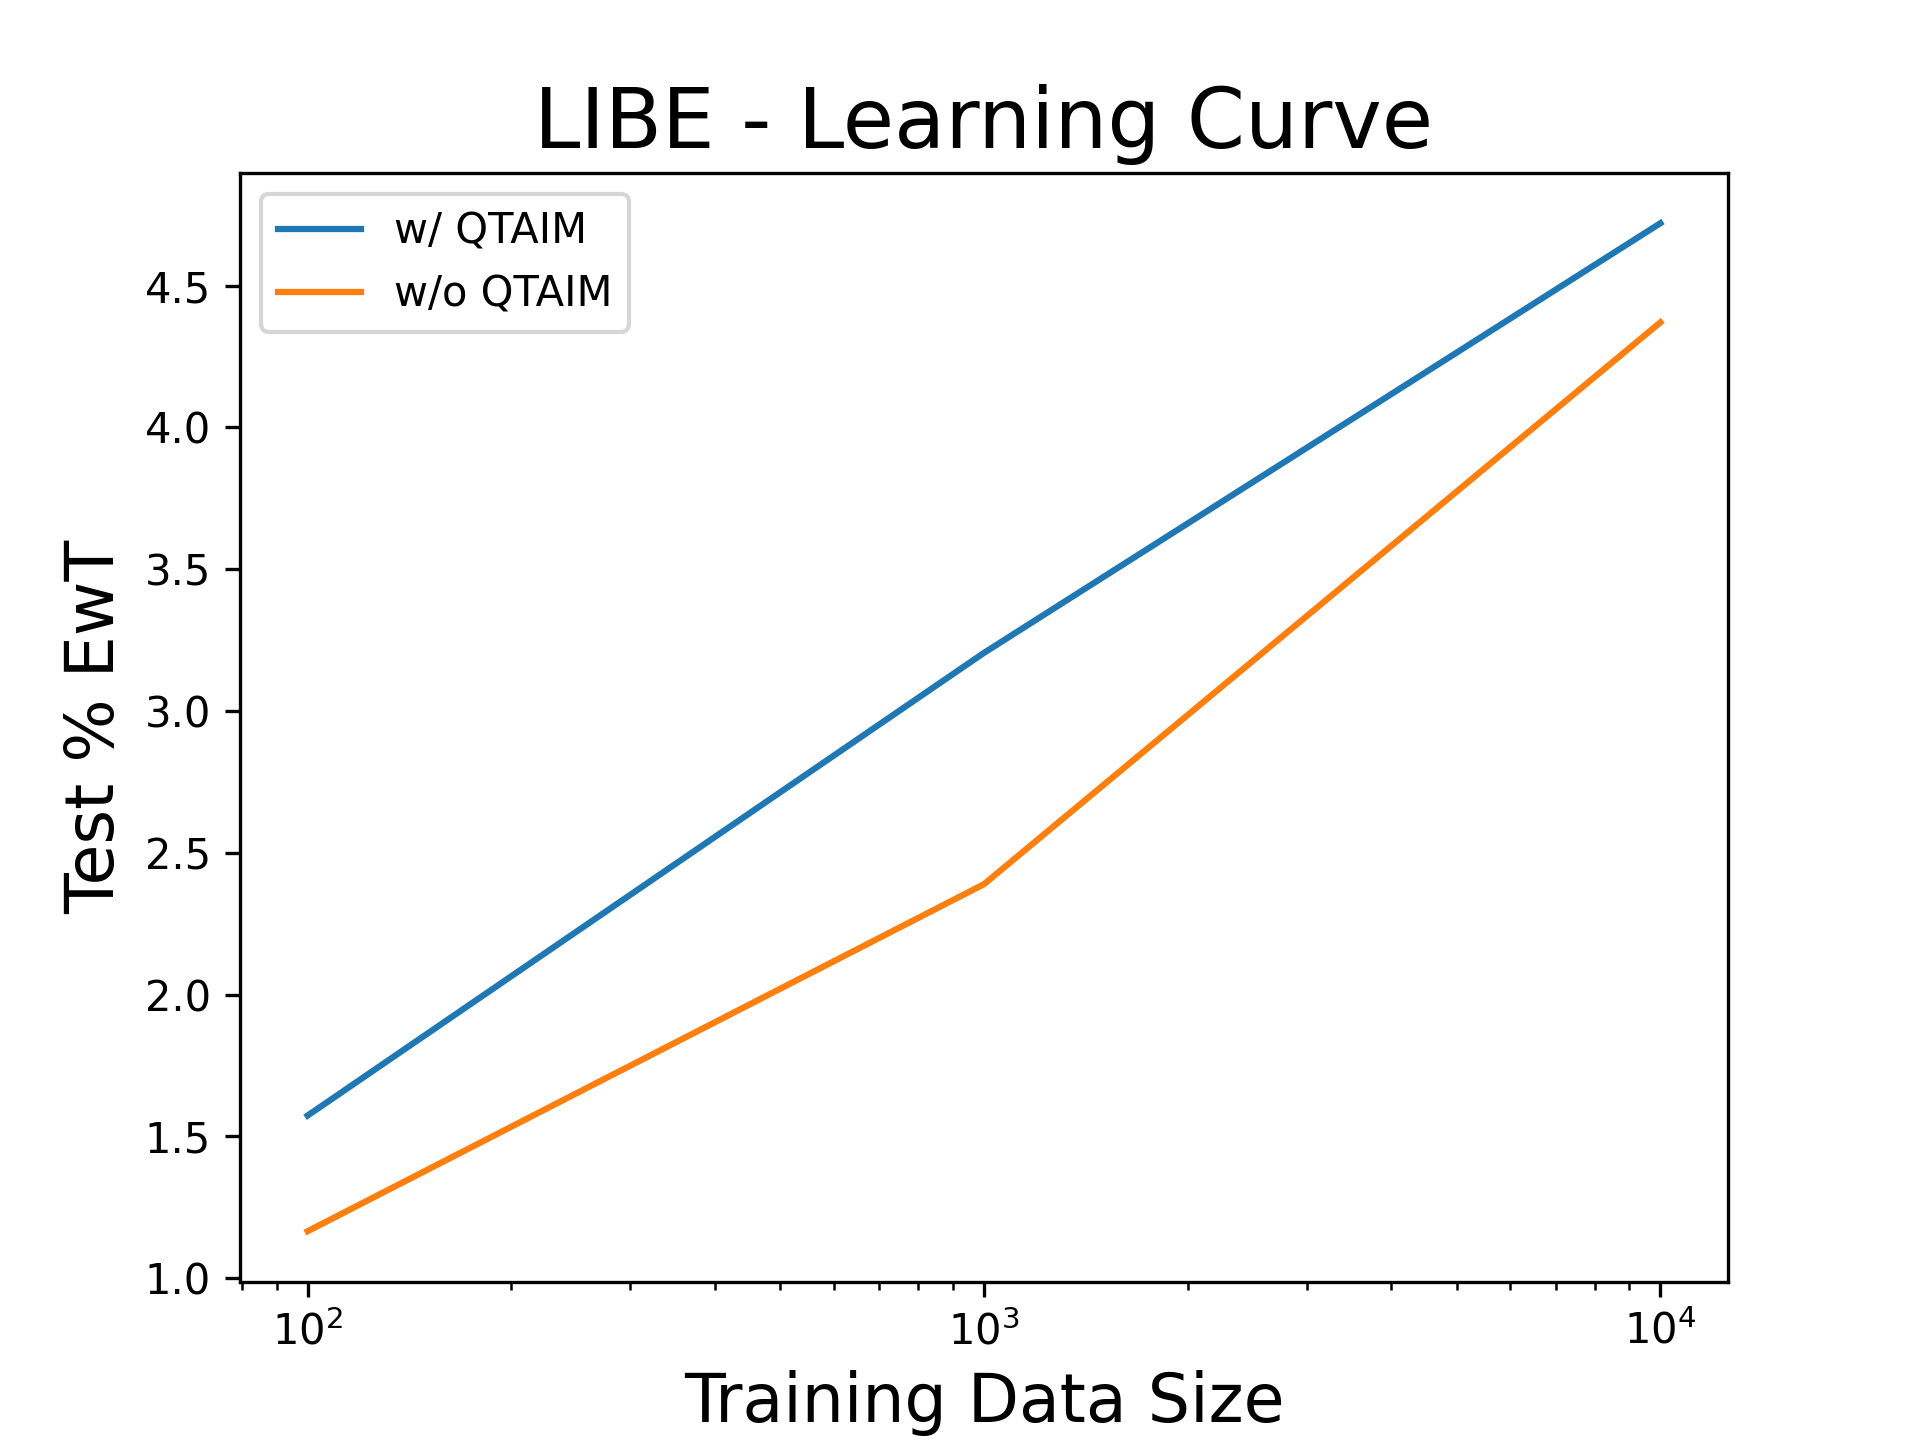 LIBE - Learning Curve
w/ QTAIM
w/o QTAIM
Test % EwT
4.5
4.0
3.5
3.0
2.5
2.0
1.5
1.0
10² 10³ 10⁴
Training Data Size